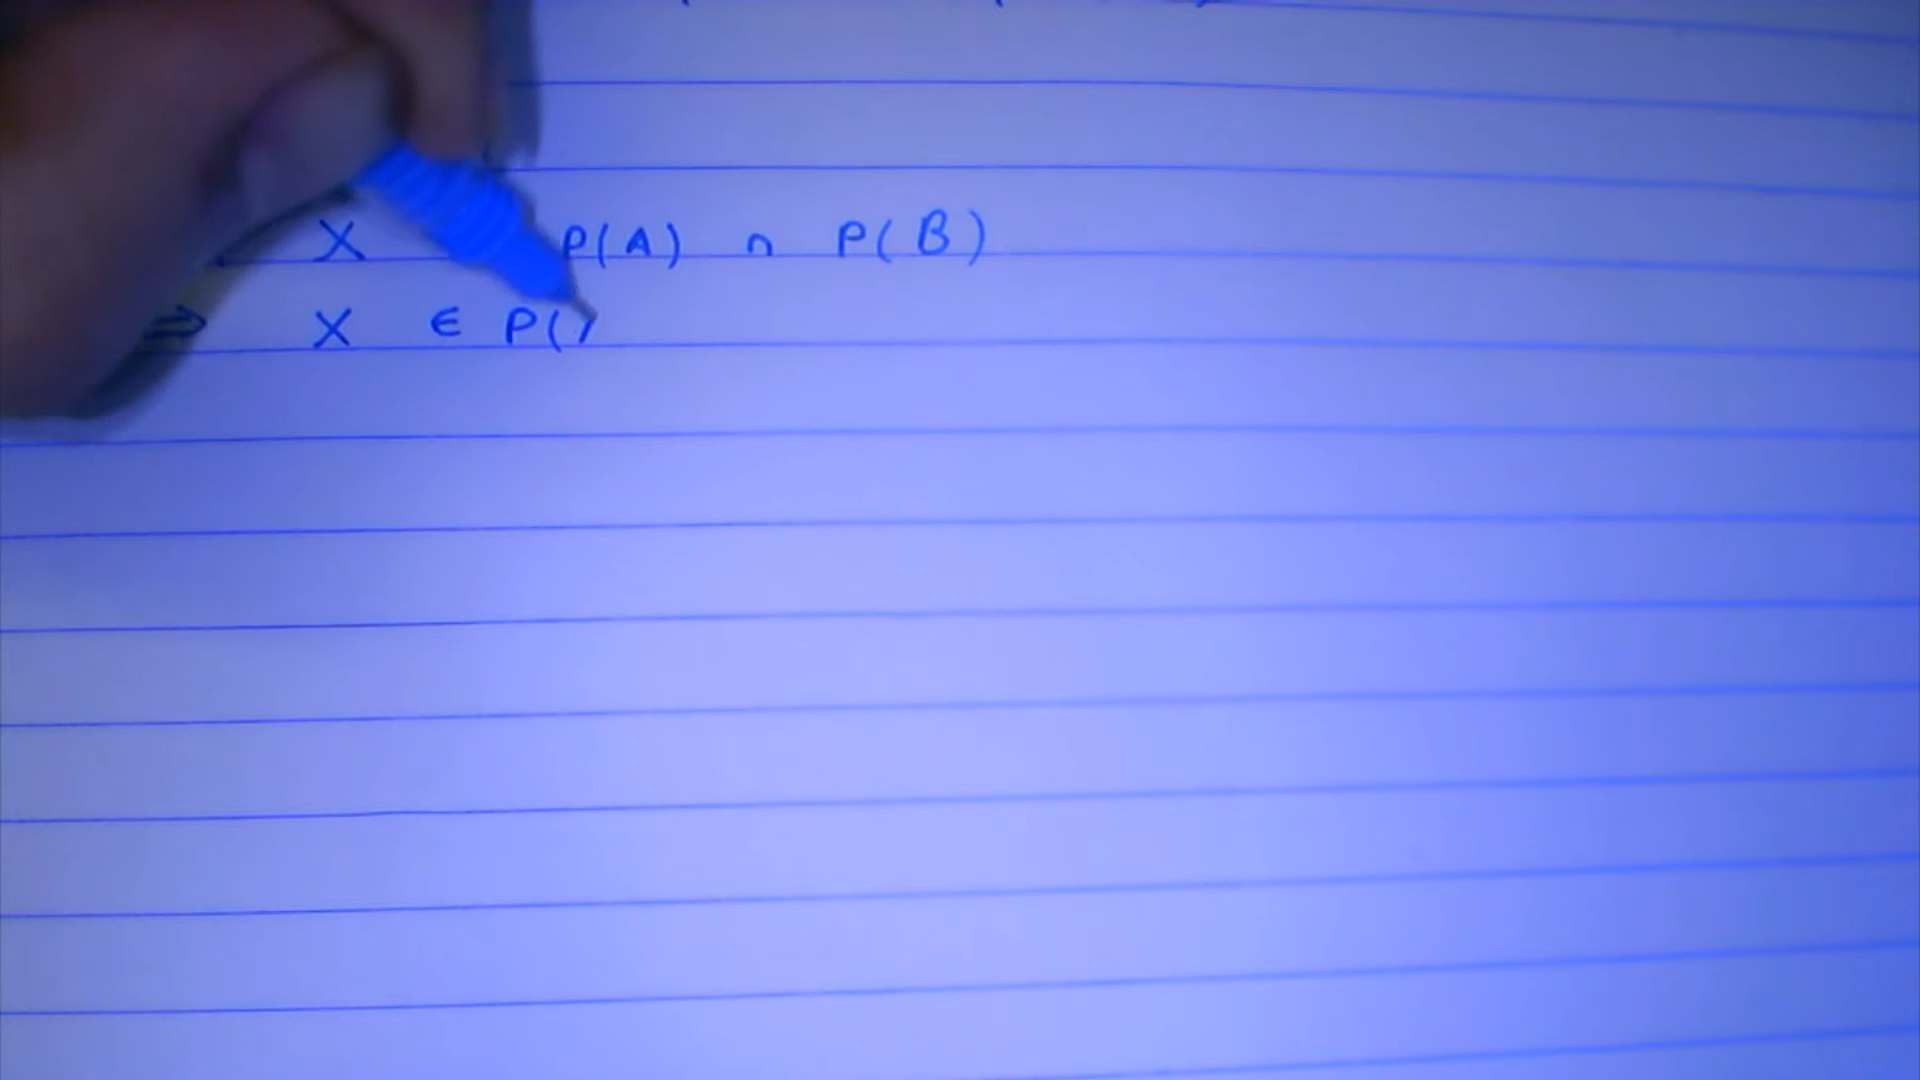 X P(A) ∩ P(B)
⇒ X ∈ P(